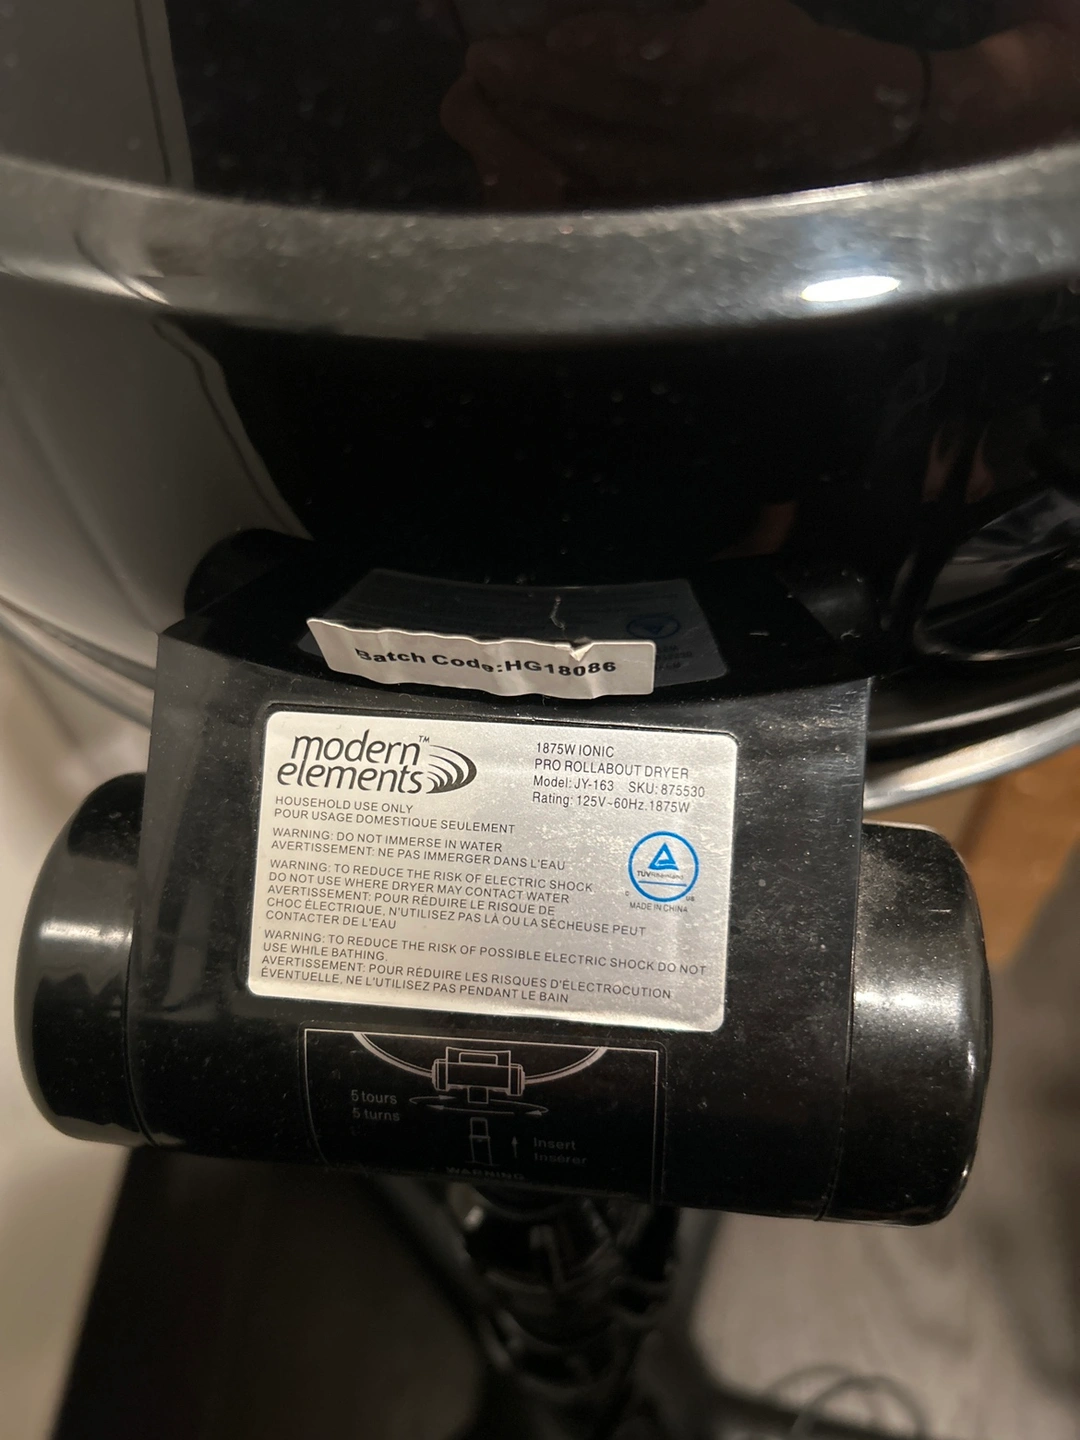 Batch Code:HG18086
modern™
elements
1875W IONIC
PRO ROLLABOUT DRYER
Model: JY-163 SKU: 875530
Rating: 125V~60Hz.1875W
HOUSEHOLD USE ONLY
POUR USAGE DOMESTIQUE SEULEMENT
WARNING: DO NOT IMMERSE IN WATER
AVERTISSEMENT: NE PAS IMMERGER DANS L'EAU
WARNING: TO REDUCE THE RISK OF ELECTRIC SHOCK
DO NOT USE WHERE DRYER MAY CONTACT WATER
AVERTISSEMENT: POUR RÉDUIRE LE RISQUE DE
CHOC ÉLECTRIQUE, N'UTILISEZ PAS LÀ OU LA SÉCHEUSE PEUT
CONTACTER DE L'EAU
WARNING: TO REDUCE THE RISK OF POSSIBLE ELECTRIC SHOCK DO NOT
USE WHILE BATHING.
AVERTISSEMENT: POUR RÉDUIRE LES RISQUES D'ÉLECTROCUTION
ÉVENTUELLE, NE L'UTILISEZ PAS PENDANT LE BAIN
TÜVRheinland
C US
MADE IN CHINA
5 tours
5 turns
Insert
Inserer
WARNING